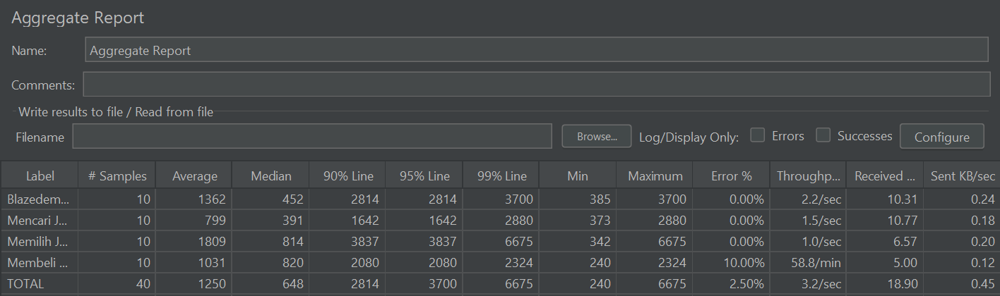 Aggregate Report
Name: Aggregate Report
Comments:
Write results to file / Read from file
Filename Browse... Log/Display Only: Errors Successes Configure
Label # Samples Average Median 90% Line 95% Line 99% Line Min Maximum Error % Throughp... Received ... Sent KB/sec
Blazedem... 10 1362 452 2814 2814 3700 385 3700 0.00% 2.2/sec 10.31 0.24
Mencari J... 10 799 391 1642 1642 2880 373 2880 0.00% 1.5/sec 10.77 0.18
Memilih J... 10 1809 814 3837 3837 6675 342 6675 0.00% 1.0/sec 6.57 0.20
Membeli ... 10 1031 820 2080 2080 2324 240 2324 10.00% 58.8/min 5.00 0.12
TOTAL 40 1250 648 2814 3700 6675 240 6675 2.50% 3.2/sec 18.90 0.45